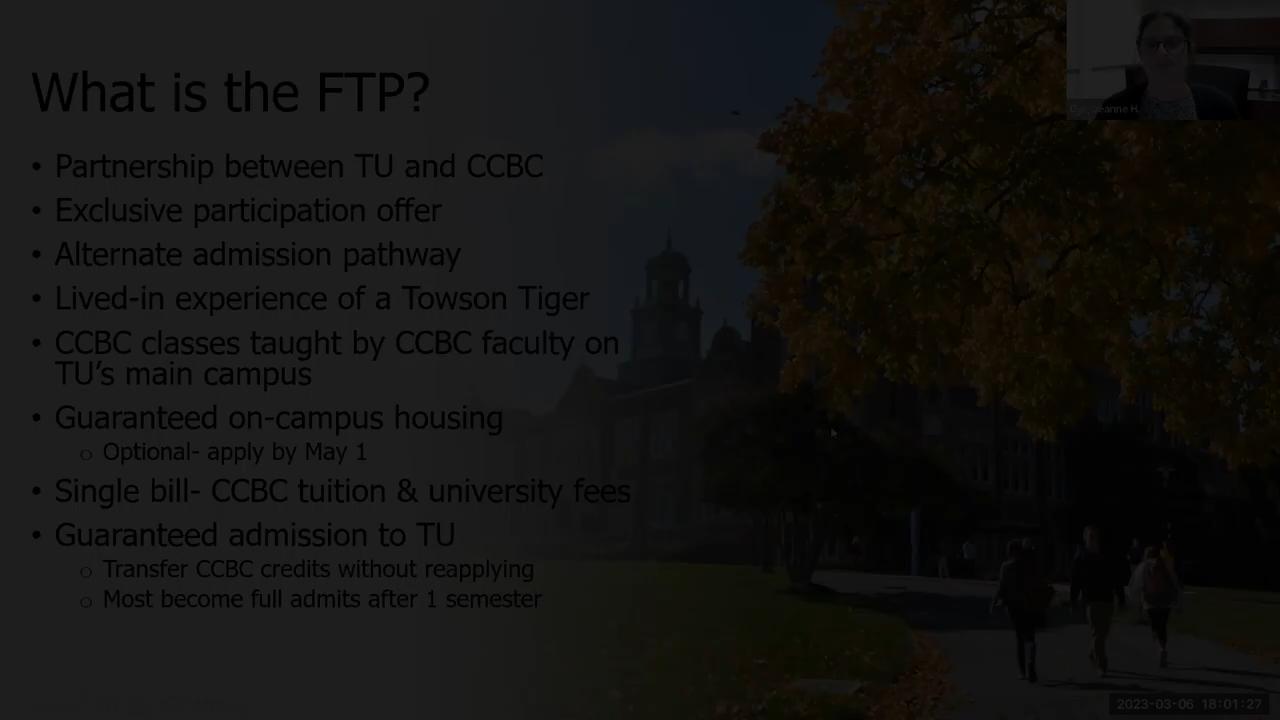 What is the FTP?
• Partnership between TU and CCBC
• Exclusive participation offer
• Alternate admission pathway
• Lived-in experience of a Towson Tiger
• CCBC classes taught by CCBC faculty on
TU's main campus
• Guaranteed on-campus housing
o Optional- apply by May 1
• Single bill- CCBC tuition & university fees
• Guaranteed admission to TU
o Transfer CCBC credits without reapplying
o Most become full admits after 1 semester
2023-03-06 18:01:27